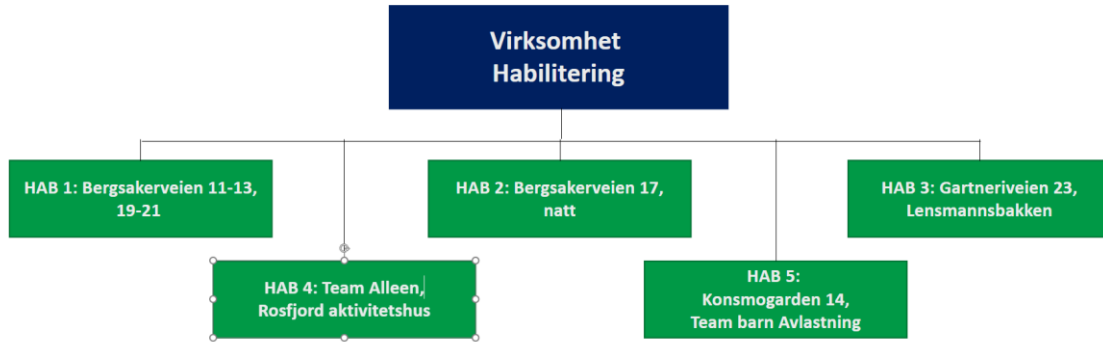 Virksomhet
Habilitering
HAB 1: Bergsakerveien 11-13,
19-21
HAB 2: Bergsakerveien 17,
natt
HAB 3: Gartneriveien 23,
Lensmannsbakken
HAB 4: Team Alleen,
Rosfjord aktivitetshus
HAB 5:
Konsmogarden 14,
Team barn Avlastning